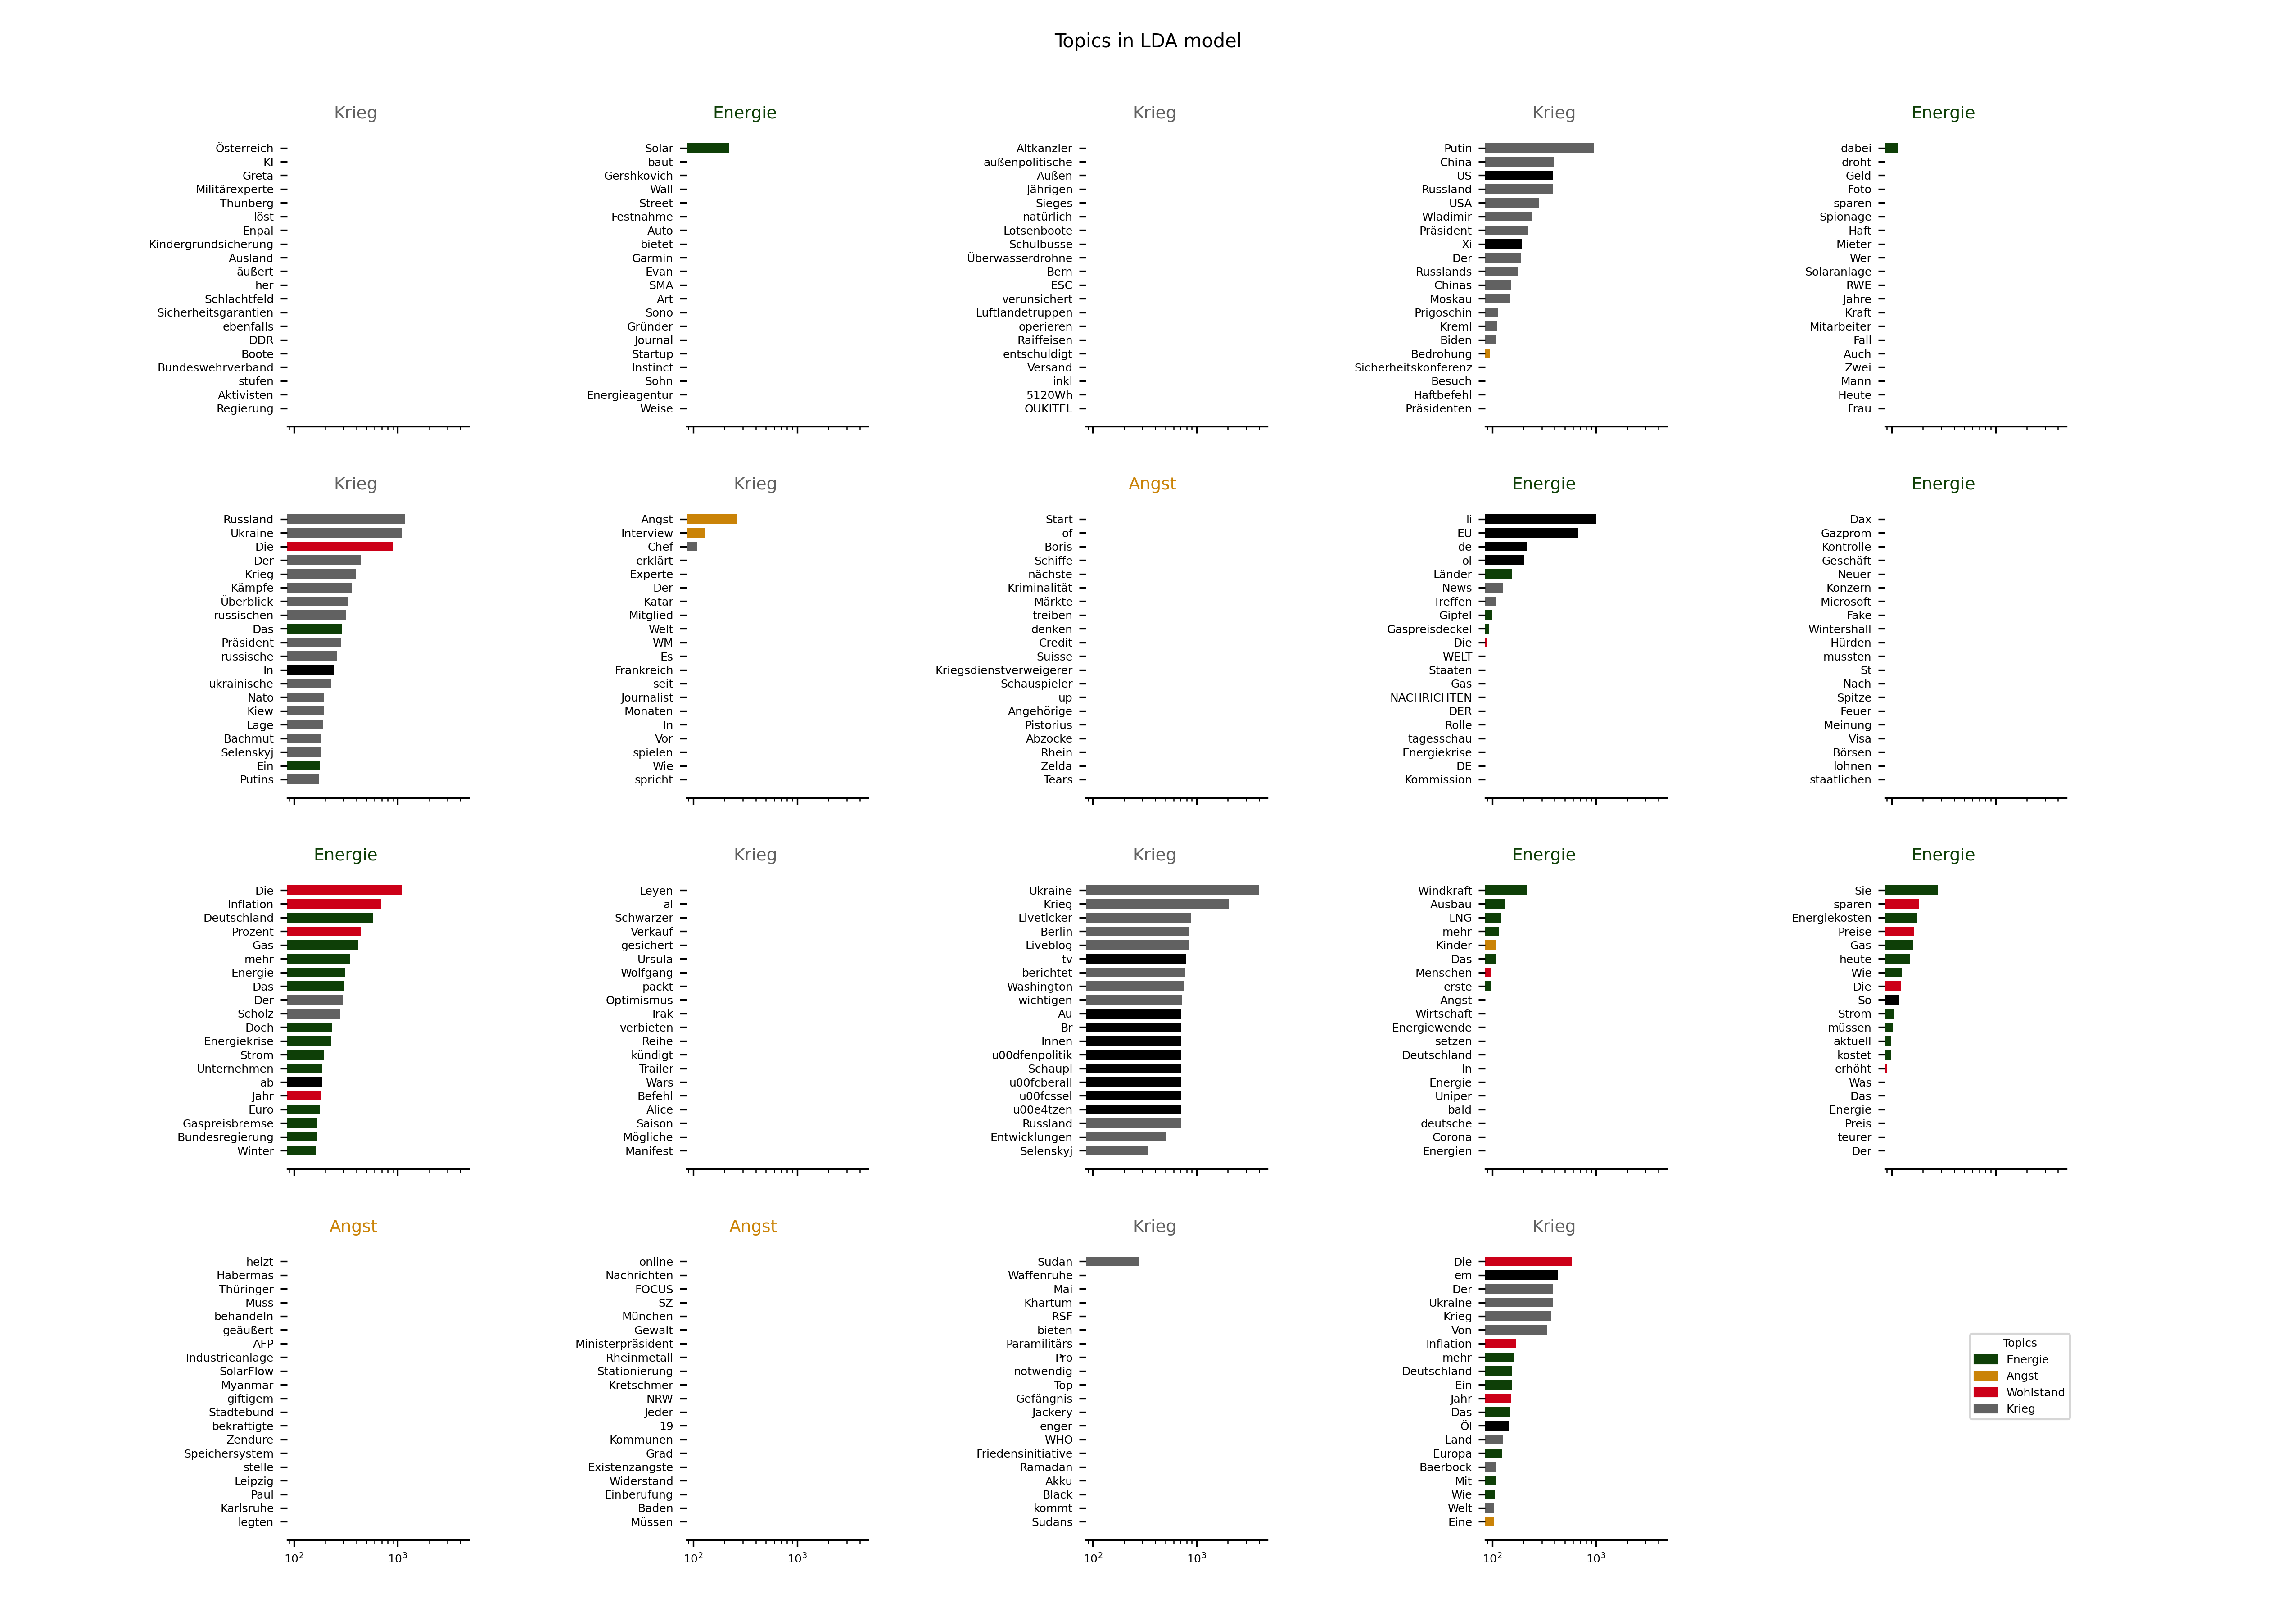 Topics in LDA model
Krieg
Österreich
KI
Greta
Militärexperte
Thunberg
löst
Enpal
Kindergrundsicherung
Ausland
äußert
her
Schlachtfeld
Sicherheitsgarantien
ebenfalls
DDR
Boote
Bundeswehrverband
stufen
Aktivisten
Regierung
Energie
Solar
baut
Gershkovich
Wall
Street
Festnahme
Auto
bietet
Garmin
Evan
SMA
Art
Sono
Gründer
Journal
Startup
Instinct
Sohn
Energieagentur
Weise
Krieg
Altkanzler
außenpolitische
Außen
Jährigen
Sieges
natürlich
Lotsenboote
Schulbusse
Überwasserdrohne
Bern
ESC
verunsichert
Luftlandetruppen
operieren
Raiffeisen
entschuldigt
Versand
inkl
5120Wh
OUKITEL
Krieg
Putin
China
US
Russland
USA
Wladimir
Präsident
Xi
Der
Russlands
Chinas
Moskau
Prigoschin
Kreml
Biden
Bedrohung
Sicherheitskonferenz
Besuch
Haftbefehl
Präsidenten
Energie
dabei
droht
Geld
Foto
sparen
Spionage
Haft
Mieter
Wer
Solaranlage
RWE
Jahre
Kraft
Mitarbeiter
Fall
Auch
Zwei
Mann
Heute
Frau
Krieg
Russland
Ukraine
Die
Der
Krieg
Kämpfe
Überblick
russischen
Das
Präsident
russische
In
ukrainische
Nato
Kiew
Lage
Bachmut
Selenskyj
Ein
Putins
Krieg
Angst
Interview
Chef
erklärt
Experte
Der
Katar
Mitglied
Welt
WM
Es
Frankreich
seit
Journalist
Monaten
In
Vor
spielen
Wie
spricht
Angst
Start
of
Boris
Schiffe
nächste
Kriminalität
Märkte
treiben
denken
Credit
Suisse
Kriegsdienstverweigerer
Schauspieler
up
Angehörige
Pistorius
Abzocke
Rhein
Zelda
Tears
Energie
li
EU
de
ol
Länder
News
Treffen
Gipfel
Gaspreisdeckel
Die
WELT
Staaten
Gas
NACHRICHTEN
DER
Rolle
tagesschau
Energiekrise
DE
Kommission
Energie
Dax
Gazprom
Kontrolle
Geschäft
Neuer
Konzern
Microsoft
Fake
Wintershall
Hürden
mussten
St
Nach
Spitze
Feuer
Meinung
Visa
Börsen
lohnen
staatlichen
Energie
Die
Inflation
Deutschland
Prozent
Gas
mehr
Energie
Das
Der
Scholz
Doch
Energiekrise
Strom
Unternehmen
ab
Jahr
Euro
Gaspreisbremse
Bundesregierung
Winter
Krieg
Leyen
al
Schwarzer
Verkauf
gesichert
Ursula
Wolfgang
packt
Optimismus
Irak
verbieten
Reihe
kündigt
Trailer
Wars
Befehl
Alice
Saison
Mögliche
Manifest
Krieg
Ukraine
Krieg
Liveticker
Berlin
Liveblog
tv
berichtet
Washington
wichtigen
Au
Br
Innen
u00dfenpolitik
Schaupl
u00fcberall
u00fcssel
u00e4tzen
Russland
Entwicklungen
Selenskyj
Energie
Windkraft
Ausbau
LNG
mehr
Kinder
Das
Menschen
erste
Angst
Wirtschaft
Energiewende
setzen
Deutschland
In
Energie
Uniper
bald
deutsche
Corona
Energien
Energie
Sie
sparen
Energiekosten
Preise
Gas
heute
Wie
Die
So
Strom
müssen
aktuell
kostet
erhöht
Was
Das
Energie
Preis
teurer
Der
Angst
heizt
Habermas
Thüringer
Muss
behandeln
geäußert
AFP
Industrieanlage
SolarFlow
Myanmar
giftigem
Städtebund
bekräftigte
Zendure
Speichersystem
stelle
Leipzig
Paul
Karlsruhe
legten
10² 10³
Angst
online
Nachrichten
FOCUS
SZ
München
Gewalt
Ministerpräsident
Rheinmetall
Stationierung
Kretschmer
NRW
Jeder
19
Kommunen
Grad
Existenzängste
Widerstand
Einberufung
Baden
Müssen
10² 10³
Krieg
Sudan
Waffenruhe
Mai
Khartum
RSF
bieten
Paramilitärs
Pro
notwendig
Top
Gefängnis
Jackery
enger
WHO
Friedensinitiative
Ramadan
Akku
Black
kommt
Sudans
10² 10³
Krieg
Die
em
Der
Ukraine
Krieg
Von
Inflation
mehr
Deutschland
Ein
Jahr
Das
Öl
Land
Europa
Baerbock
Mit
Wie
Welt
Eine
10² 10³
Topics
Energie
Angst
Wohlstand
Krieg